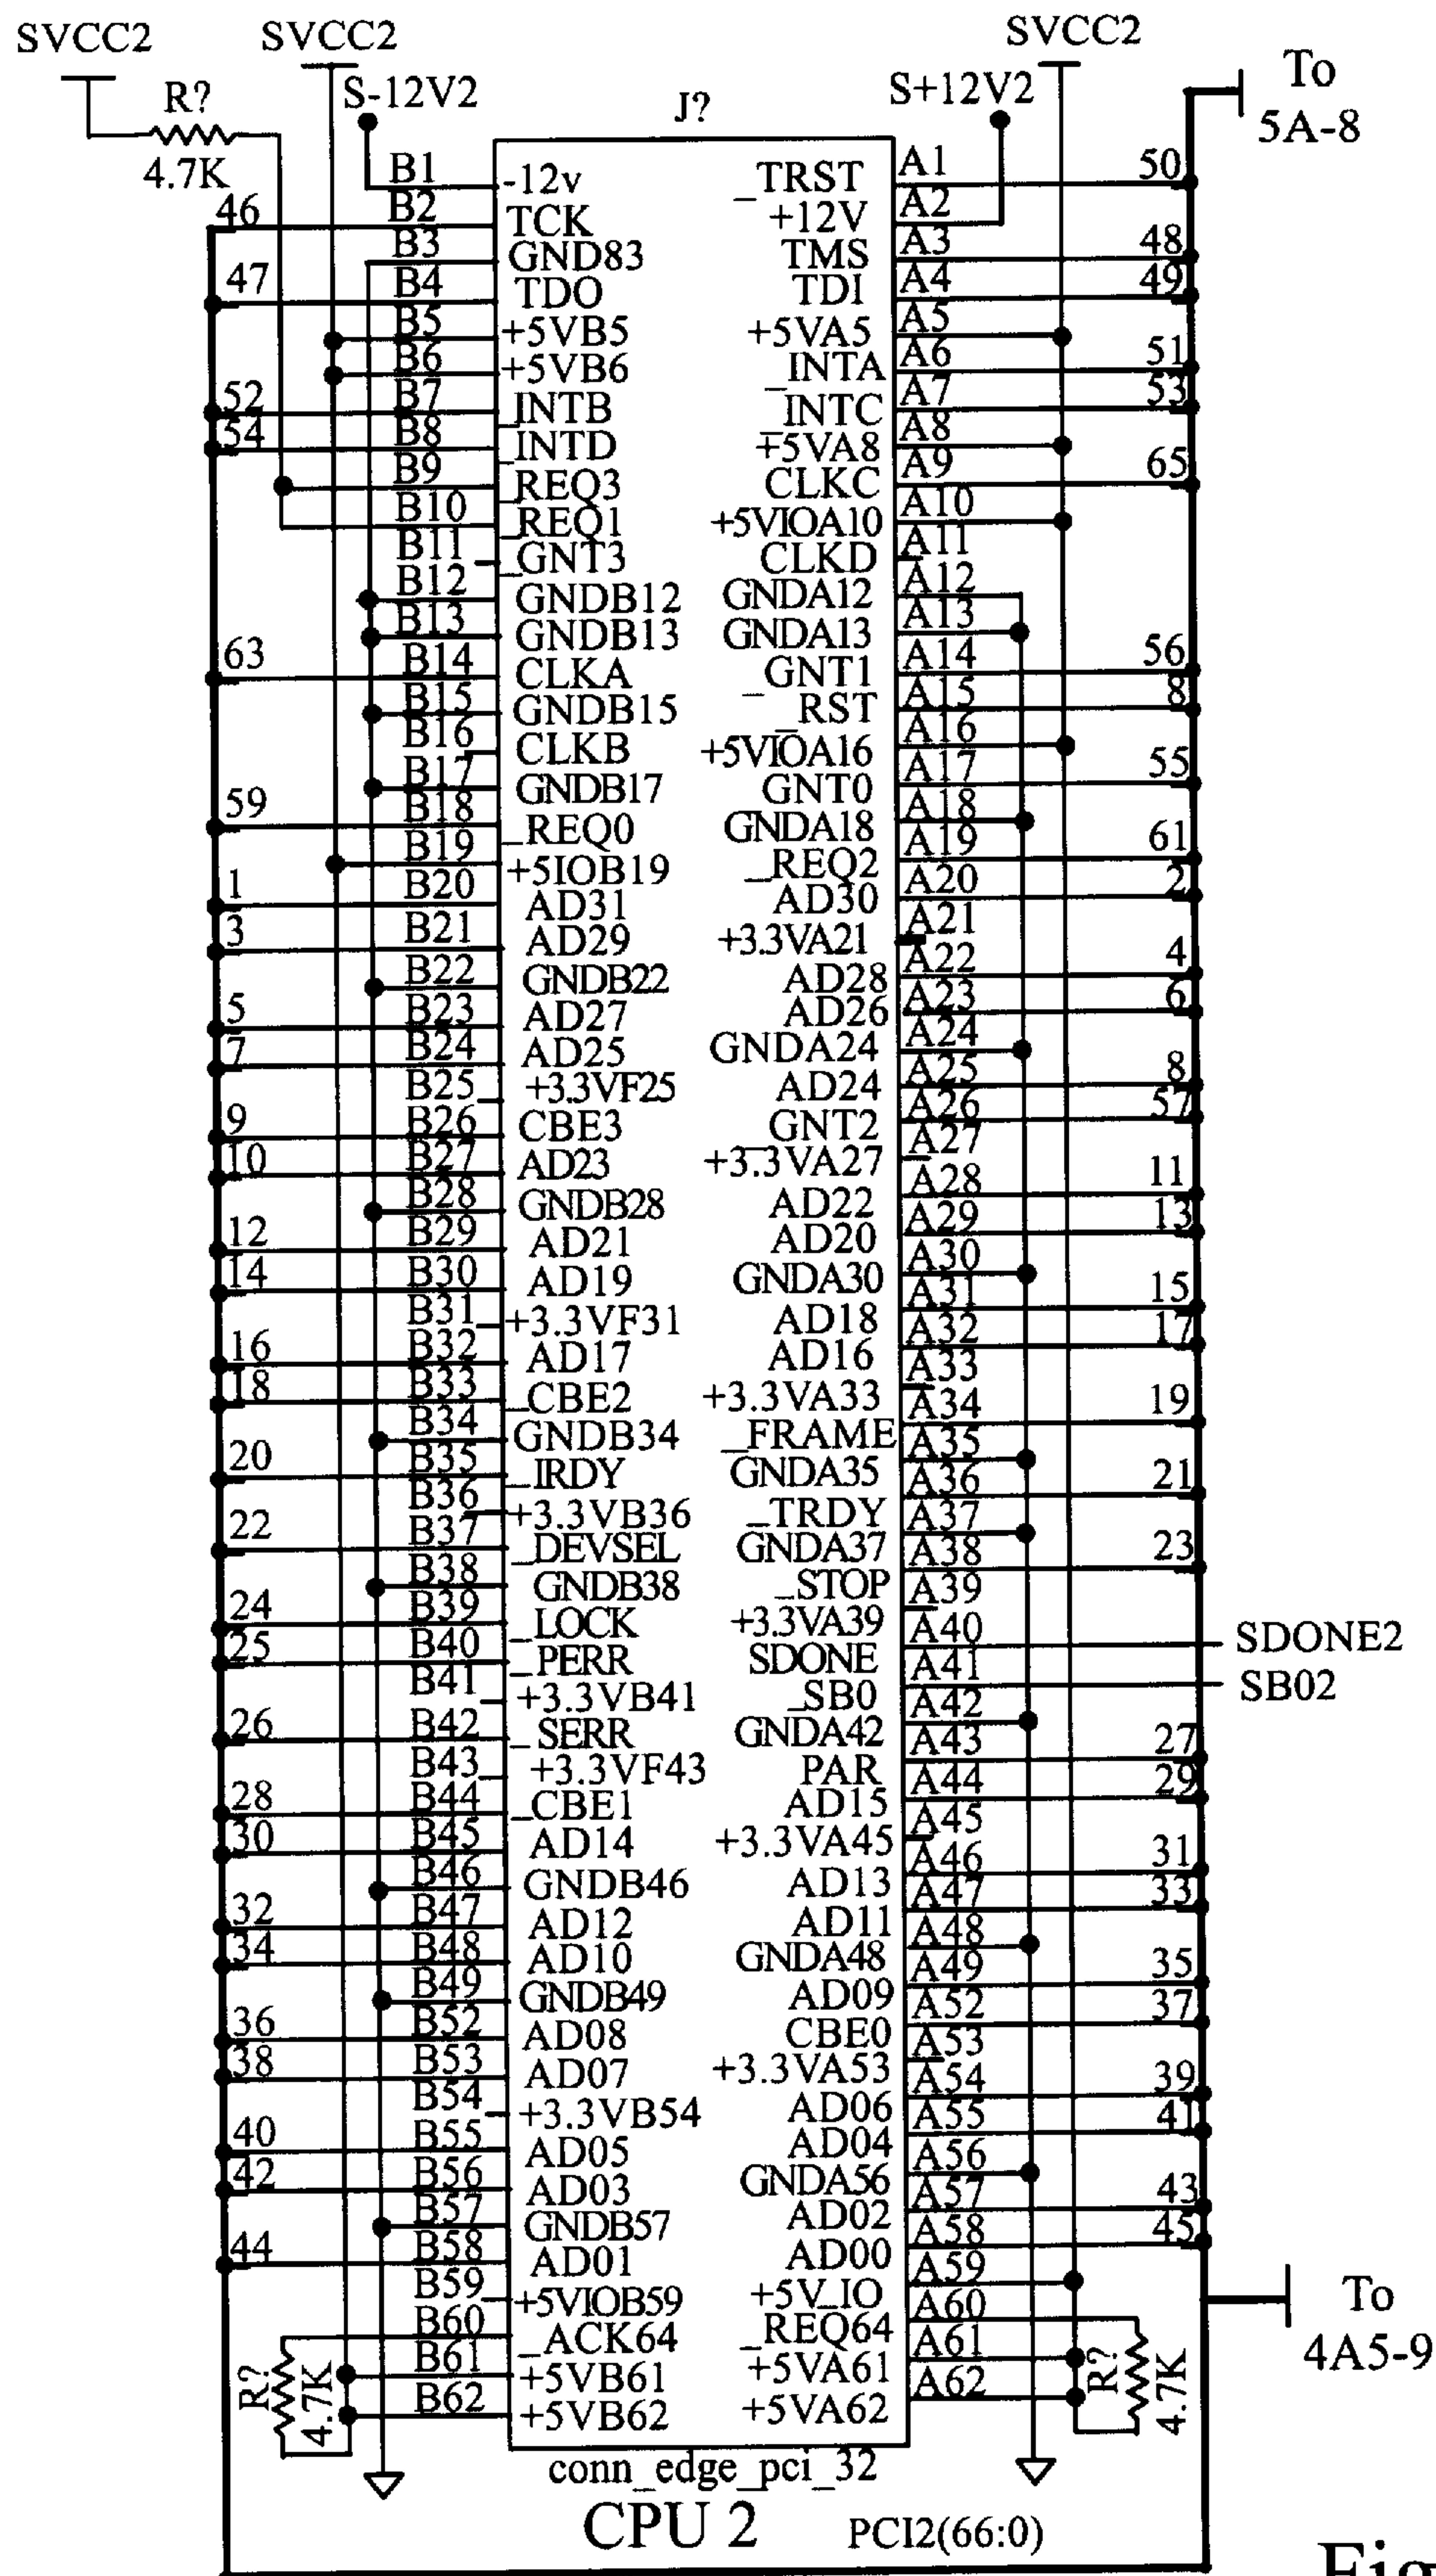 SVCC2
SVCC2
SVCC2
R?
4.7K
S-12V2
J?
S+12V2
To
5A-8
B1 -12v _TRST A1 50
46 B2 TCK +12V A2
B3 GND83 TMS A3 48
47 B4 TDO TDI A4 49
B5 +5VB5 +5VA5 A5
B6 +5VB6 _INTA A6 51
52 B7 _INTB _INTC A7 53
54 B8 _INTD +5VA8 A8
B9 _REQ3 CLKC A9 65
B10 _REQ1 +5VIOA10 A10
B11 _GNT3 CLKD A11
B12 GNDB12 GNDA12 A12
B13 GNDB13 GNDA13 A13
63 B14 CLKA _GNT1 A14 56
B15 GNDB15 _RST A15 8
B16 CLKB +5VIOA16 A16
B17 GNDB17 GNT0 A17 55
59 B18 _REQ0 GNDA18 A18
B19 +5IOB19 _REQ2 A19 61
1 B20 AD31 AD30 A20 2
3 B21 AD29 +3.3VA21 A21
B22 GNDB22 AD28 A22 4
5 B23 AD27 AD26 A23 6
7 B24 AD25 GNDA24 A24
B25 +3.3VF25 AD24 A25 8
9 B26 CBE3 _GNT2 A26 57
10 B27 AD23 +3.3VA27 A27
B28 GNDB28 AD22 A28 11
12 B29 AD21 AD20 A29 13
14 B30 AD19 GNDA30 A30
B31 +3.3VF31 AD18 A31 15
16 B32 AD17 AD16 A32 17
18 B33 _CBE2 +3.3VA33 A33
B34 GNDB34 _FRAME A34 19
20 B35 _IRDY GNDA35 A35
B36 +3.3VB36 _TRDY A36 21
22 B37 _DEVSEL GNDA37 A37
B38 GNDB38 _STOP A38 23
24 B39 _LOCK +3.3VA39 A39
25 B40 _PERR SDONE A40 SDONE2
B41 +3.3VB41 _SB0 A41 SB02
26 B42 _SERR GNDA42 A42
B43 +3.3VF43 PAR A43 27
28 B44 _CBE1 AD15 A44 29
30 B45 AD14 +3.3VA45 A45
B46 GNDB46 AD13 A46 31
32 B47 AD12 AD11 A47 33
34 B48 AD10 GNDA48 A48
B49 GNDB49 AD09 A49 35
36 B52 AD08 CBE0 A52 37
38 B53 AD07 +3.3VA53 A53
B54 +3.3VB54 AD06 A54 39
40 B55 AD05 AD04 A55 41
42 B56 AD03 GNDA56 A56
B57 GNDB57 AD02 A57 43
44 B58 AD01 AD00 A58 45
B59 +5VIOB59 +5V_IO A59
B60 _ACK64 _REQ64 A60
B61 +5VB61 +5VA61 A61
B62 +5VB62 +5VA62 A62
R?
4.7K
R?
4.7K
To
4A5-9
conn_edge_pci_32
CPU 2
PCI2(66:0)